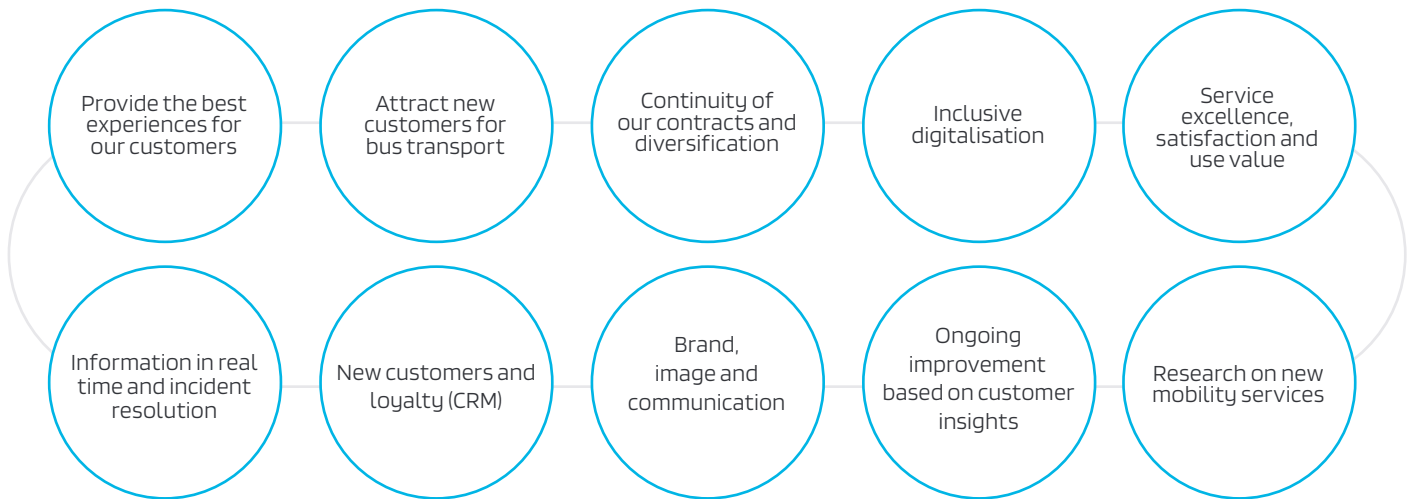 Provide the best
experiences for
our customers
Attract new
customers for
bus transport
Continuity of
our contracts and
diversification
Inclusive
digitalisation
Service
excellence,
satisfaction and
use value
Information in real
time and incident
resolution
New customers and
loyalty (CRM)
Brand,
image and
communication
Ongoing
improvement
based on customer
insights
Research on new
mobility services